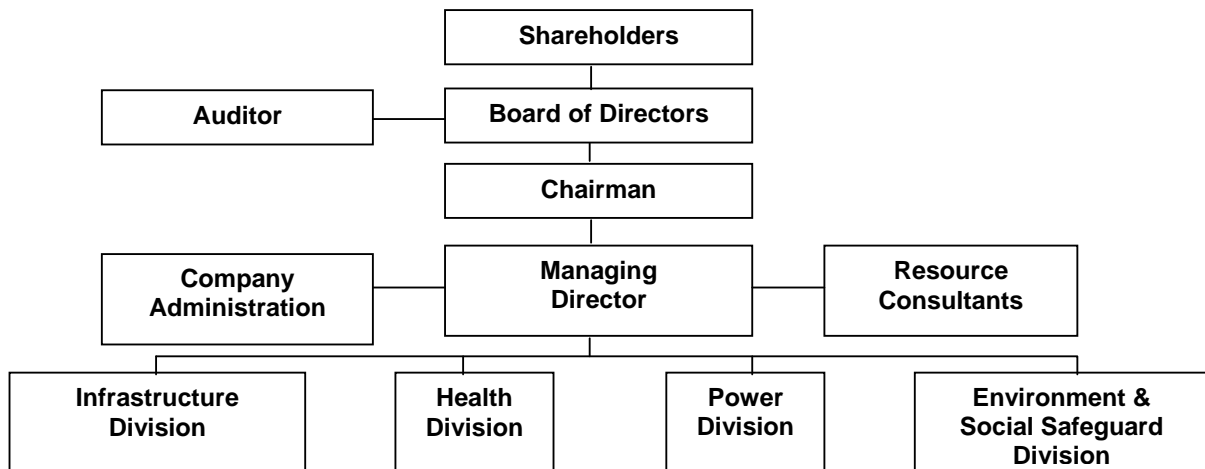 Shareholders
Auditor
Board of Directors
Chairman
Company
Administration
Managing
Director
Resource
Consultants
Infrastructure
Division
Health
Division
Power
Division
Environment &
Social Safeguard
Division